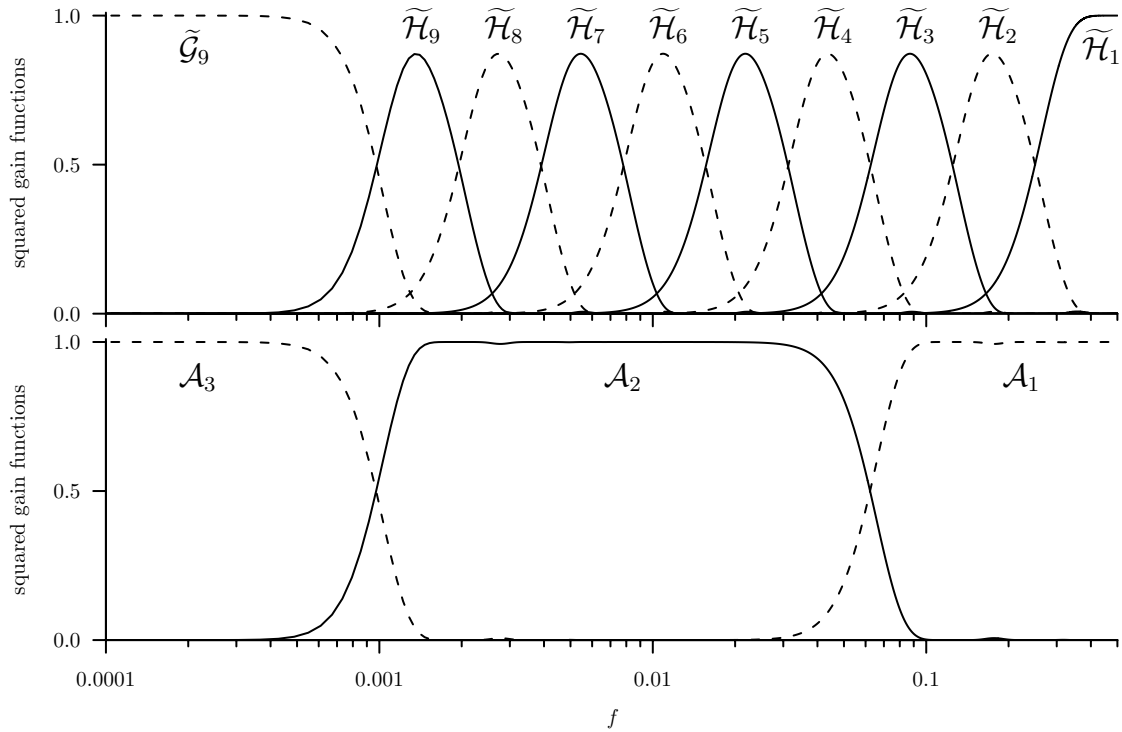 1.0
0.5
0.0
squared gain functions
G̃₉
H̃₉ H̃₈ H̃₇ H̃₆ H̃₅ H̃₄ H̃₃ H̃₂ H̃₁
1.0
0.5
0.0
squared gain functions
𝒜₃ 𝒜₂ 𝒜₁
0.0001 0.001 0.01 0.1
f